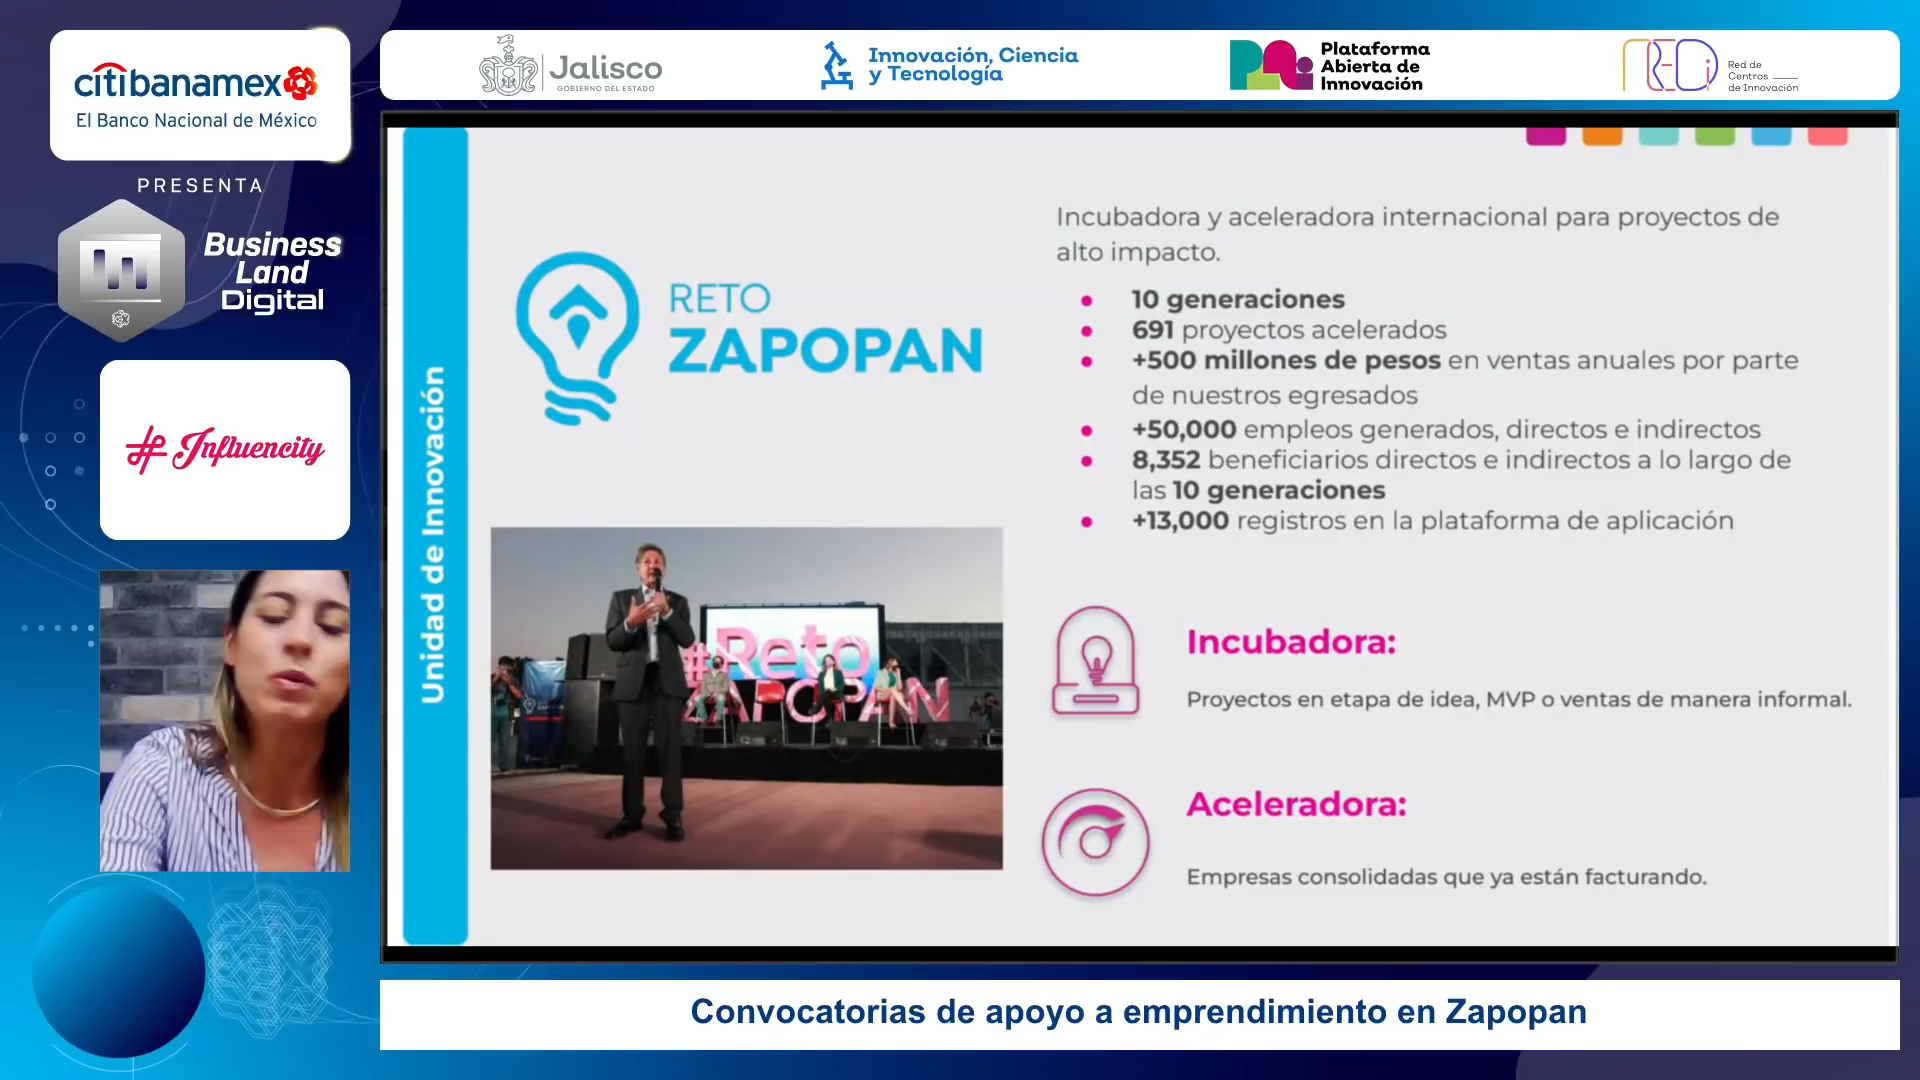 citibanamex
El Banco Nacional de México
PRESENTA
Business
Land
Digital
# Influencity
Jalisco
GOBIERNO DEL ESTADO
Innovación, Ciencia
y Tecnología
Plataforma
Abierta de
Innovación
REDi
Red de
Centros
de Innovación
Unidad de Innovación
RETO
ZAPOPAN
Incubadora y aceleradora internacional para proyectos de
alto impacto.
• 10 generaciones
• 691 proyectos acelerados
• +500 millones de pesos en ventas anuales por parte
de nuestros egresados
• +50,000 empleos generados, directos e indirectos
• 8,352 beneficiarios directos e indirectos a lo largo de
las 10 generaciones
• +13,000 registros en la plataforma de aplicación
#Reto
ZAPOPAN
Incubadora:
Proyectos en etapa de idea, MVP o ventas de manera informal.
Aceleradora:
Empresas consolidadas que ya están facturando.
Convocatorias de apoyo a emprendimiento en Zapopan